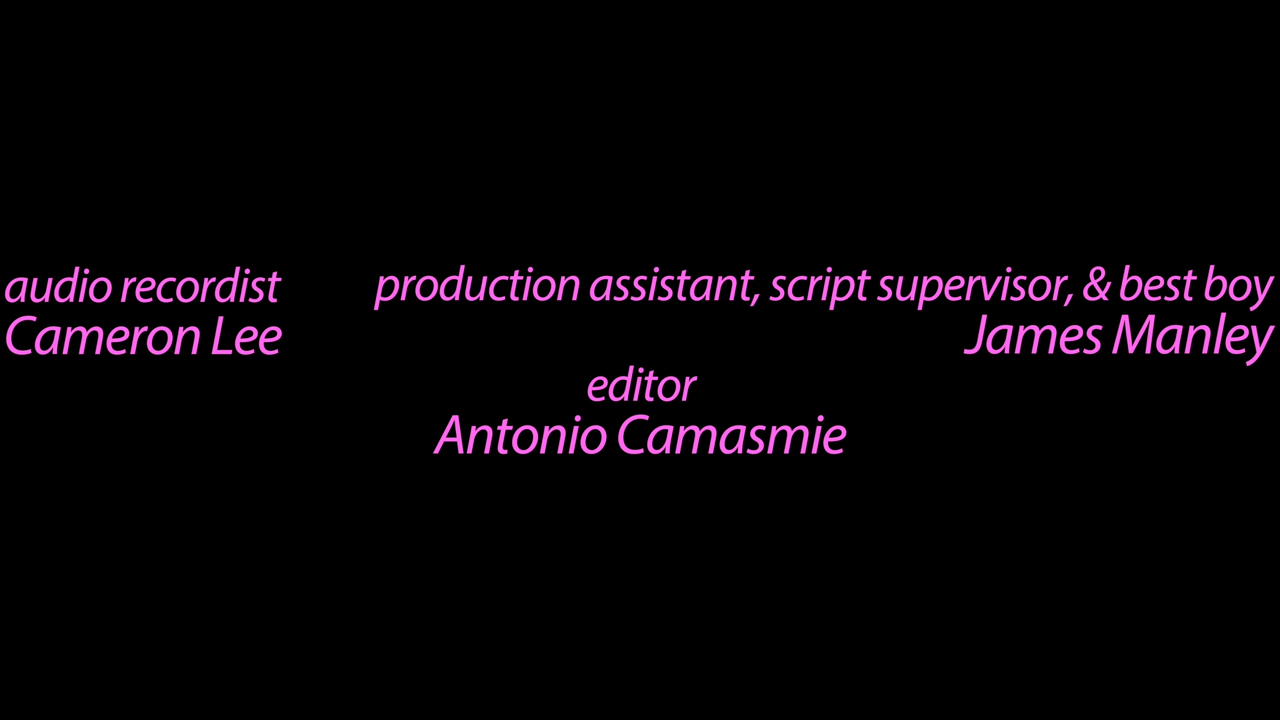 audio recordist
Cameron Lee
production assistant, script supervisor, & best boy
James Manley
editor
Antonio Camasmie